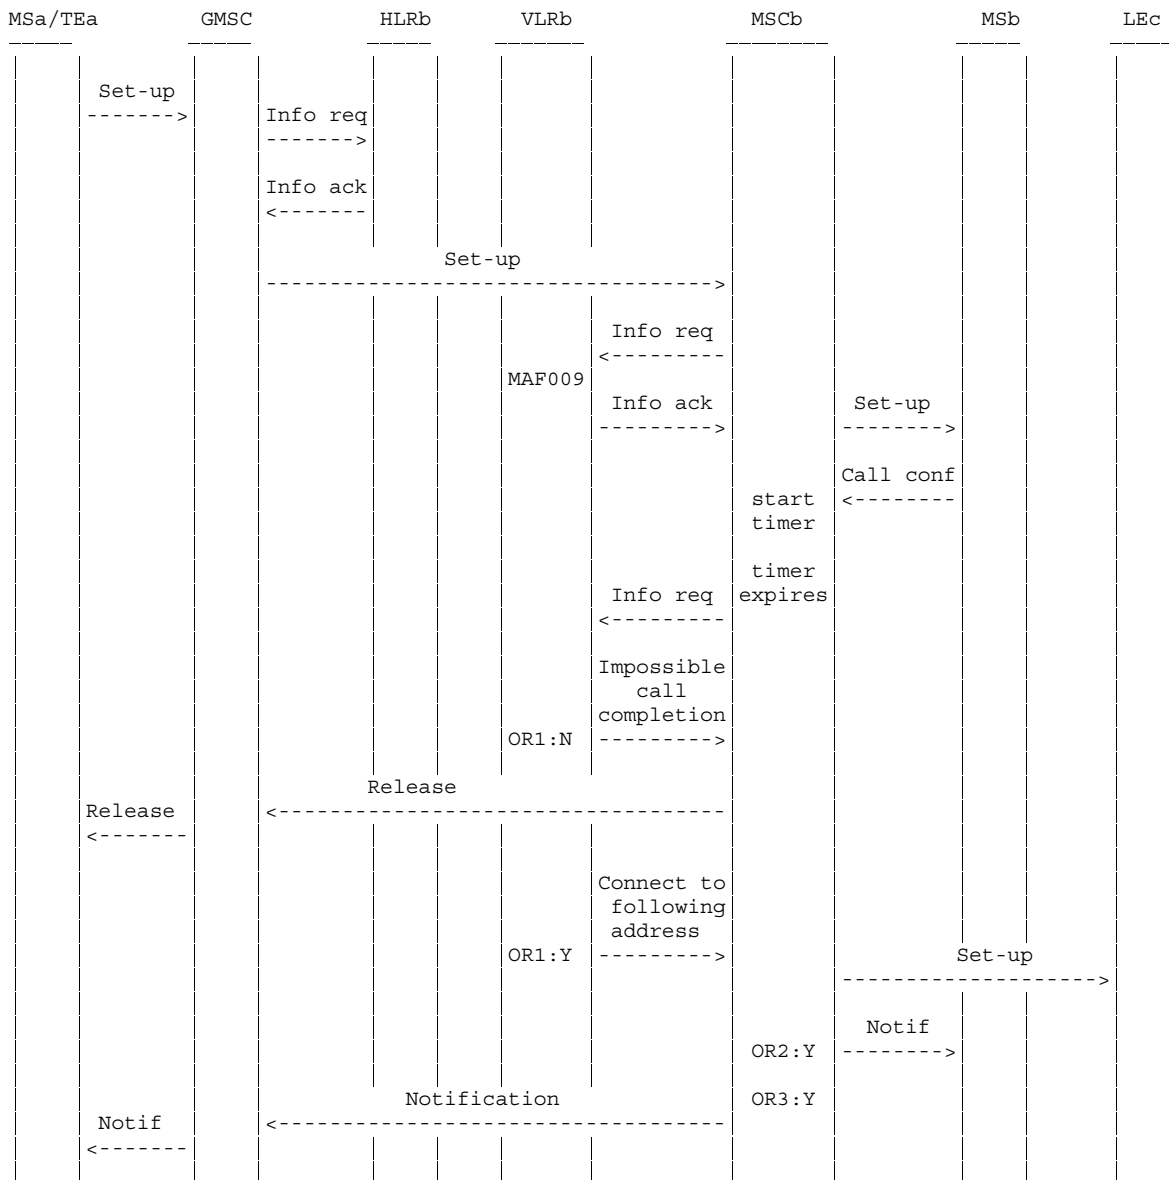 MSa/TEa GMSC HLRb VLRb MSCb MSb LEc
Set-up
------->
Info req
------->
Info ack
<-------
Set-up
---------------------------------->
Info req
<---------
MAF009
Info ack Set-up
---------> -------->
Call conf
start <--------
timer
timer
Info req expires
<---------
Impossible
call
completion
OR1:N --------->
Release
Release <----------------------------------
<-------
Connect to
following
address
OR1:Y ---------> Set-up
-------------------->
Notif
OR2:Y -------->
Notification OR3:Y
Notif <----------------------------------
<-------